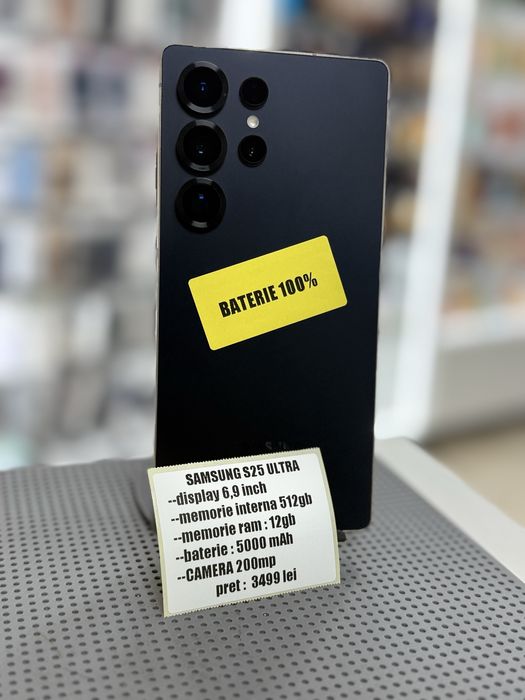 BATERIE 100%
SAMSUNG S25 ULTRA
--display 6,9 inch
--memorie interna 512gb
--memorie ram : 12gb
--baterie : 5000 mAh
--CAMERA 200mp
pret : 3499 lei